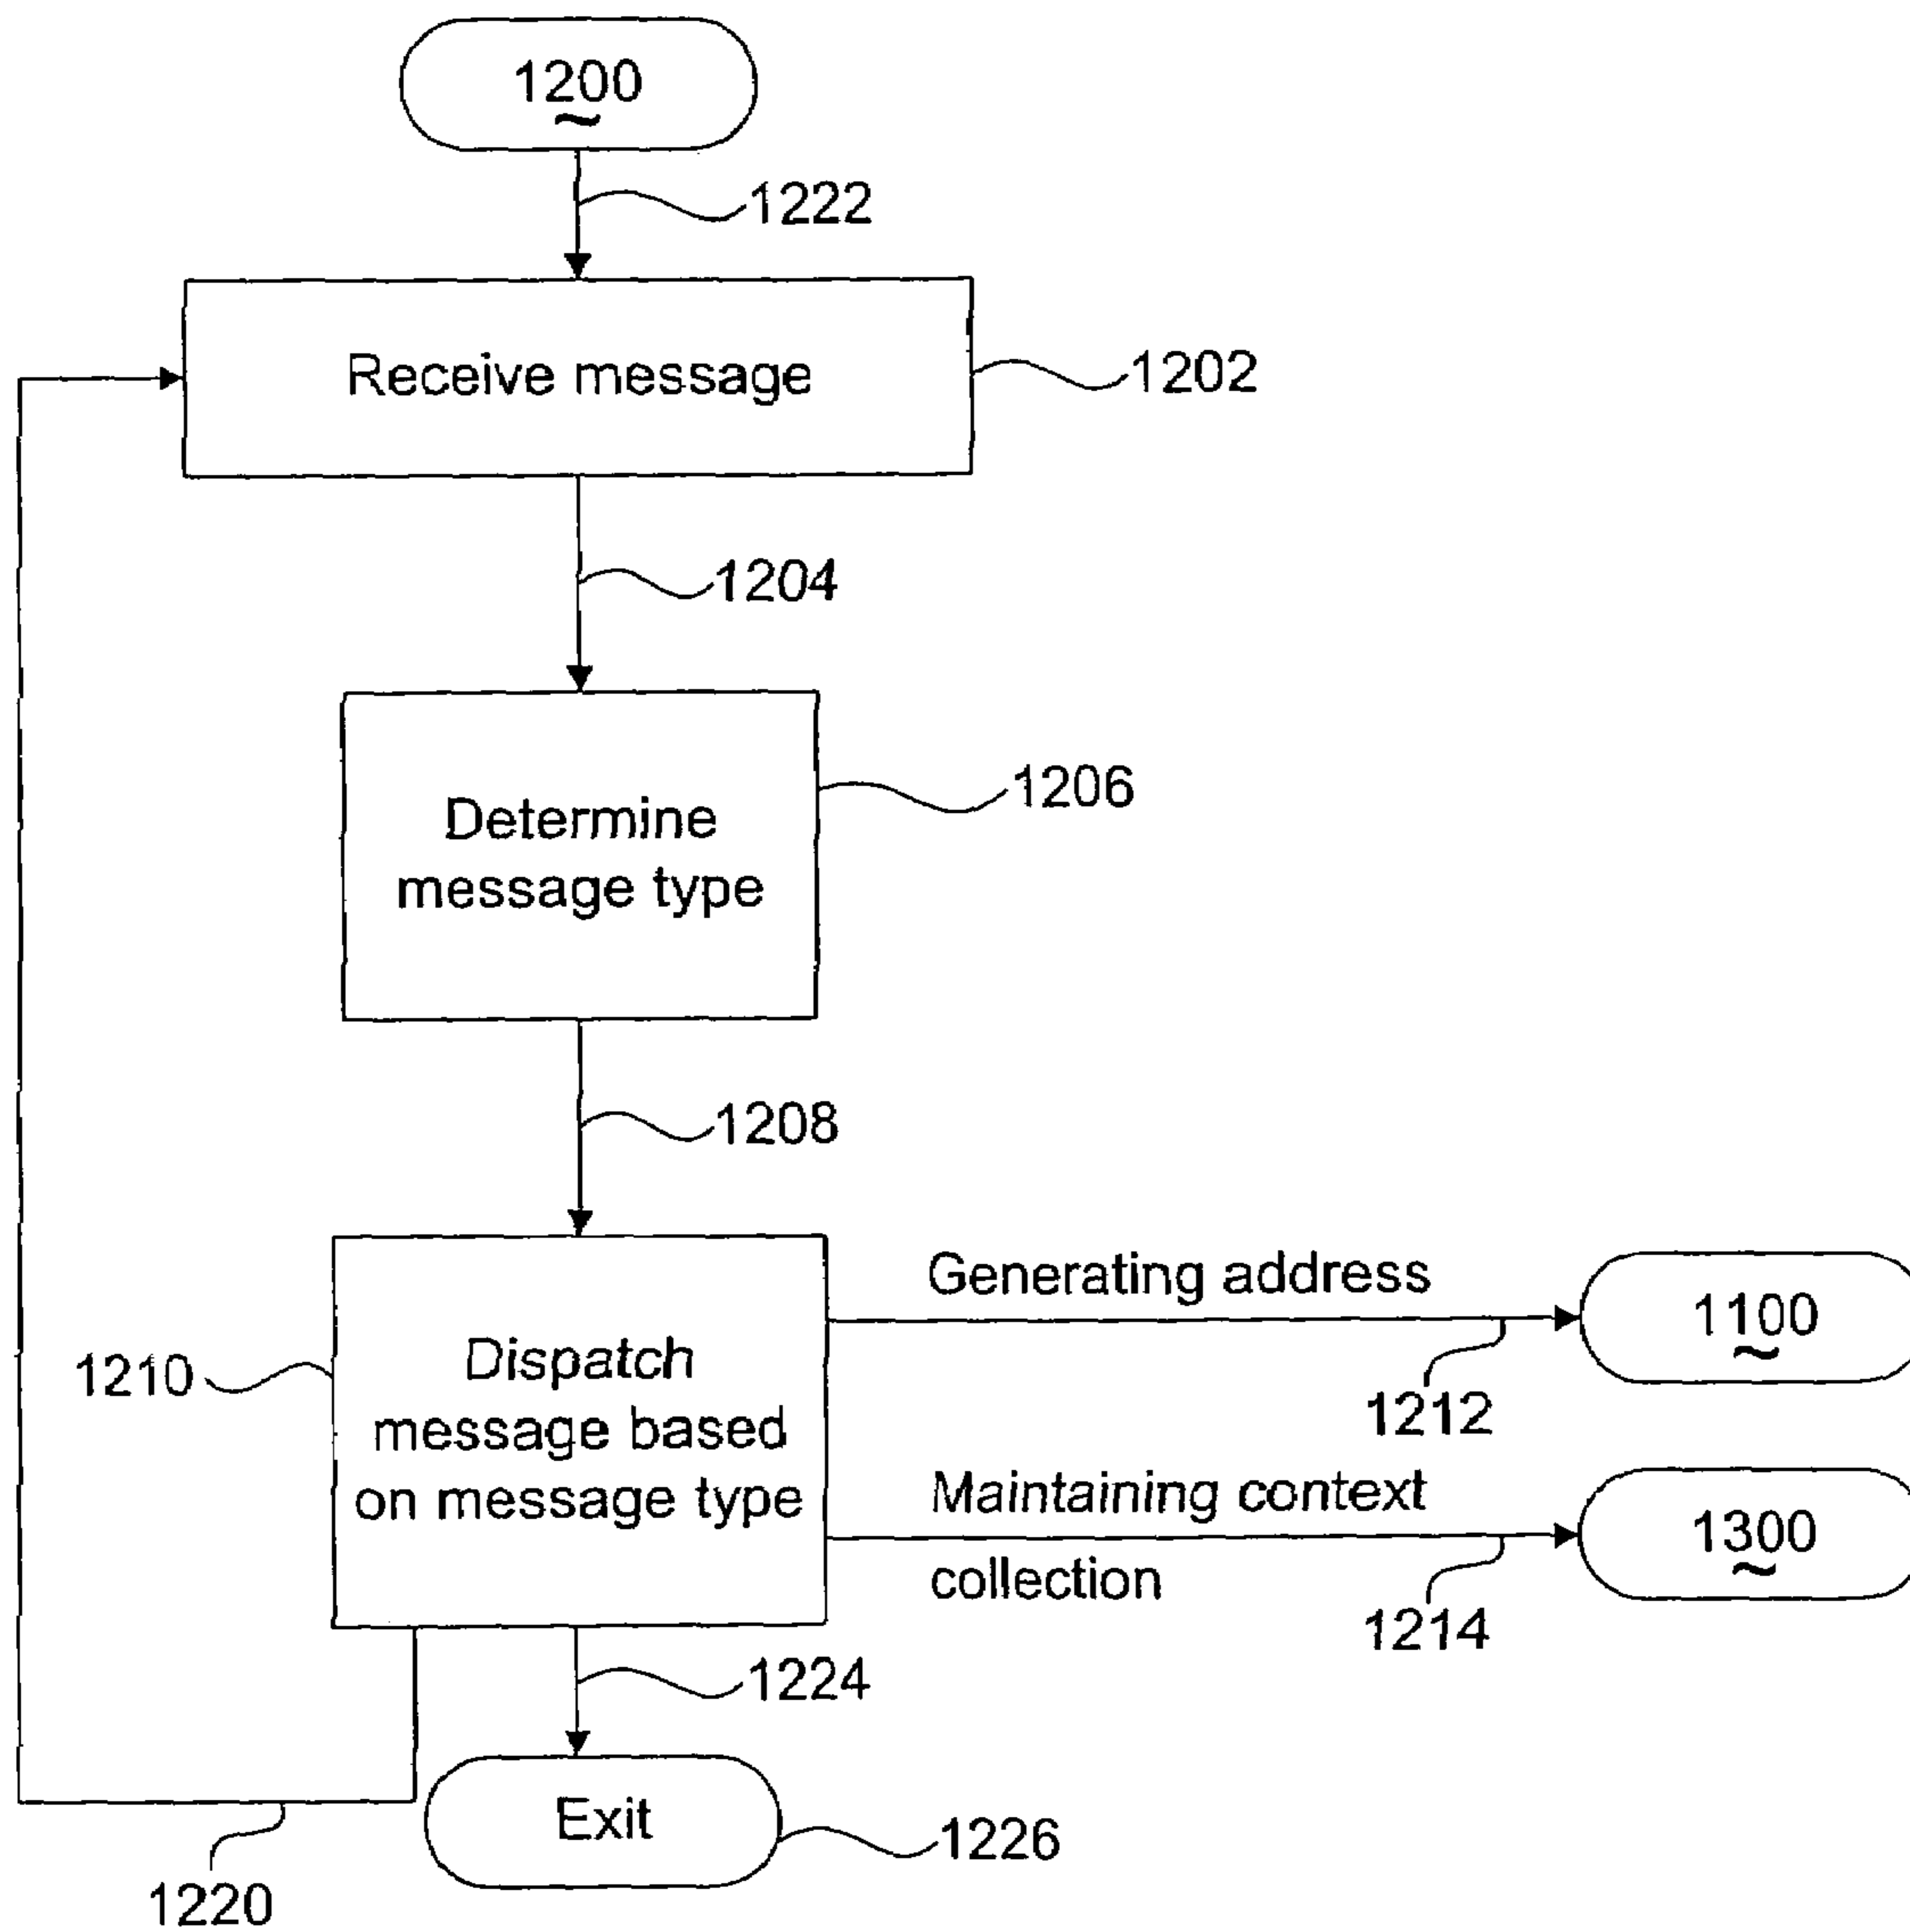 1200
1222
Receive message
1202
1204
Determine
message type
1206
1208
1210
Dispatch
message based
on message type
Generating address
1100
1212
Maintaining context
collection
1300
1214
1224
Exit
1226
1220